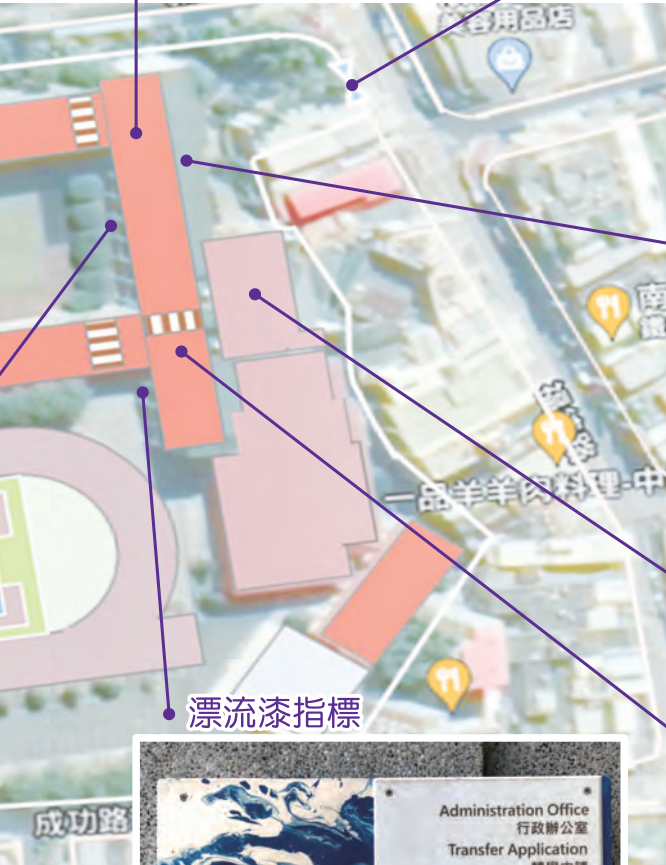 美容用品店
南
一品羊羊肉料理-中
漂流漆指標
成功路
Administration Office
行政辦公室
Transfer Application